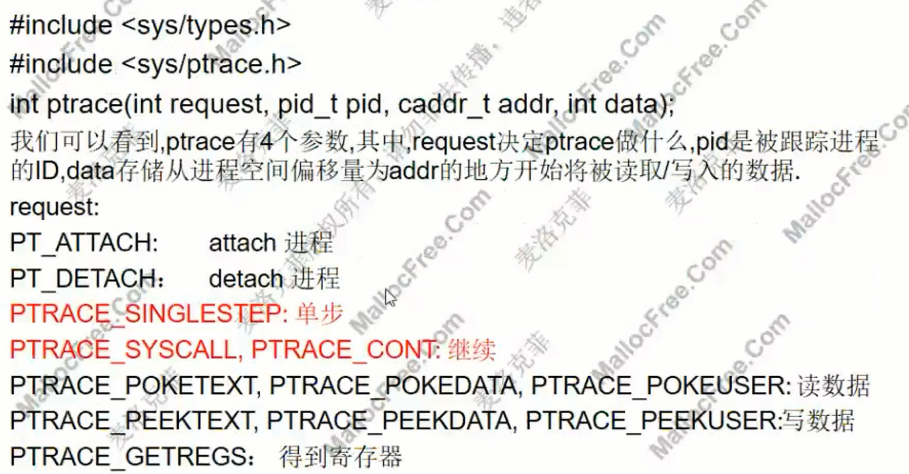 #include <sys/types.h>
#include <sys/ptrace.h>
int ptrace(int request, pid_t pid, caddr_t addr, int data);
我们可以看到,ptrace有4个参数,其中,request决定ptrace做什么,pid是被跟踪进程
的ID,data存储从进程空间偏移量为addr的地方开始将被读取/写入的数据.
request:
PT_ATTACH: attach 进程
PT_DETACH： detach 进程
PTRACE_SINGLESTEP: 单步
PTRACE_SYSCALL, PTRACE_CONT: 继续
PTRACE_POKETEXT, PTRACE_POKEDATA, PTRACE_POKEUSER: 读数据
PTRACE_PEEKTEXT, PTRACE_PEEKDATA, PTRACE_PEEKUSER:写数据
PTRACE_GETREGS： 得到寄存器
麦洛克菲
MallocFree.Com